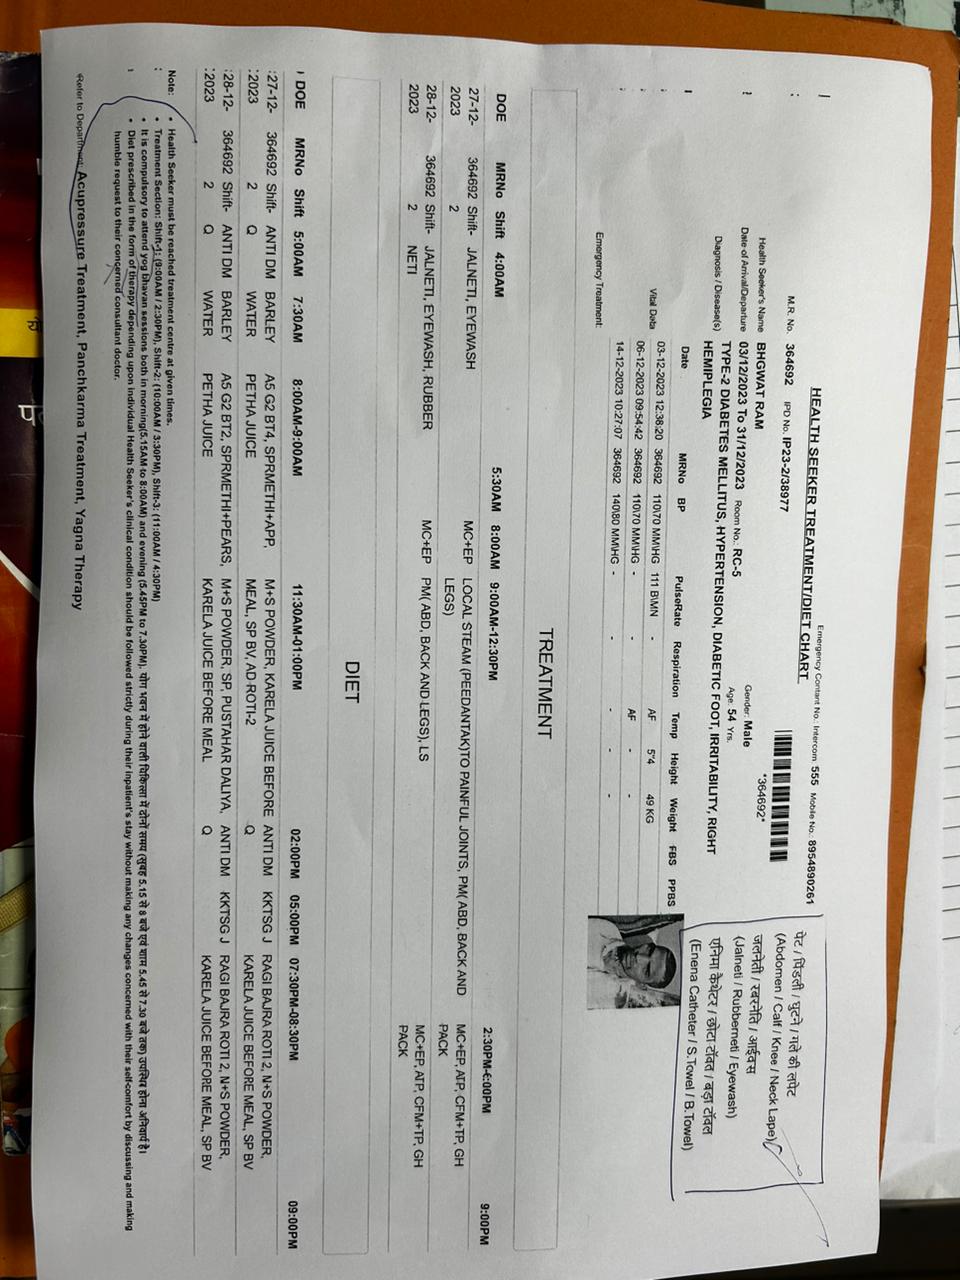 Emergency Contant No.: Intercom 555 Mobile No.: 8954890261
HEALTH SEEKER TREATMENT/DIET CHART
M.R. No. 364692 IPD No. IP23-2/38977
*364692*
Health Seeker's Name BHGWAT RAM
Gender: Male
Date of Arrival/Departure 03/12/2023 To 31/12/2023 Room No.: RC-5
Age: 54 Yrs.
Diagnosis / Disease(s) TYPE-2 DIABETES MELLITUS, HYPERTENSION, DIABETIC FOOT, IRRITABILITY, RIGHT
HEMIPLEGIA
पेट / पिंडली / घुटने / गले की लपेट
(Abdomen / Calf / Knee / Neck Lape)
जलनेती / रबरनेति / आईवस
(Jalneti / Rubberneti / Eyewash)
एनिमा कैथेटर / छोटा टॉवल / बड़ा टॉवल
(Enena Catheter / S.Towel / B.Towel)
Date MRNo BP PulseRate Respiration Temp Height Weight FBS PPBS
Vital Data
03-12-2023 12:38:20 364692 110\70 MM\HG 111 B\MN - AF 5"4 49 KG
06-12-2023 09:54:42 364692 110\70 MM\HG - - AF - -
14-12-2023 10:27:07 364692 140\80 MM\HG - - - - -
Emergency Treatment:
TREATMENT
DOE MRNo Shift 4:00AM 5:30AM 8:00AM 9:00AM-12:30PM 2:30PM-6:00PM 9:00PM
27-12- 364692 Shift- JALNETI, EYEWASH MC+EP LOCAL STEAM (PEEDANTAK)TO PAINFUL JOINTS, PM( ABD, BACK AND MC+EP, ATP, CFM+TP, GH
2023 2 LEGS) PACK
28-12- 364692 Shift- JALNETI, EYEWASH, RUBBER MC+EP PM( ABD, BACK AND LEGS), LS MC+EP, ATP, CFM+TP, GH
2023 2 NETI PACK
DIET
DOE MRNo Shift 5:00AM 7:30AM 8:00AM-9:00AM 11:30AM-01:00PM 02:00PM 05:00PM 07:30PM-08:30PM 09:00PM
27-12- 364692 Shift- ANTI DM BARLEY A5 G2 BT4, SPRMETHI+APP, M+S POWDER, KARELA JUICE BEFORE ANTI DM KKTSG J RAGI BAJRA ROTI 2, N+S POWDER,
2023 2 Q WATER PETHA JUICE MEAL, SP BV, AD ROTI-2 Q KARELA JUICE BEFORE MEAL, SP BV
28-12- 364692 Shift- ANTI DM BARLEY A5 G2 BT2, SPRMETHI+PEARS, M+S POWDER, SP, PUSTAHAR DALIYA, ANTI DM KKTSG J RAGI BAJRA ROTI 2, N+S POWDER,
2023 2 Q WATER PETHA JUICE KARELA JUICE BEFORE MEAL Q KARELA JUICE BEFORE MEAL, SP BV
Note: • Health Seeker must be reached treatment centre at given times.
• Treatment Section: Shift-1: (9:00AM / 2:30PM), Shift-2: (10:00AM / 3:30PM), Shift-3: (11:00AM / 4:30PM)
• It is compulsory to attend yog bhavan sessions both in morning(5.15AM to 8:00AM) and evening (5.45PM to 7.30PM). योग भवन में होने वाली चिकित्सा में दोनों समय (सुबह 5.15 से 8 बजे एवं शाम 5.45 से 7.30 बजे तक) उपस्थित होना अनिवार्य है।
• Diet prescribed in the form of therapy depending upon individual Health Seeker's clinical condition should be followed strictly during their inpatient's stay without making any changes concerned with their self-comfort by discussing and making
humble request to their concerned consultant doctor.
Refer to Department: Acupressure Treatment, Panchkarma Treatment, Yagna Therapy